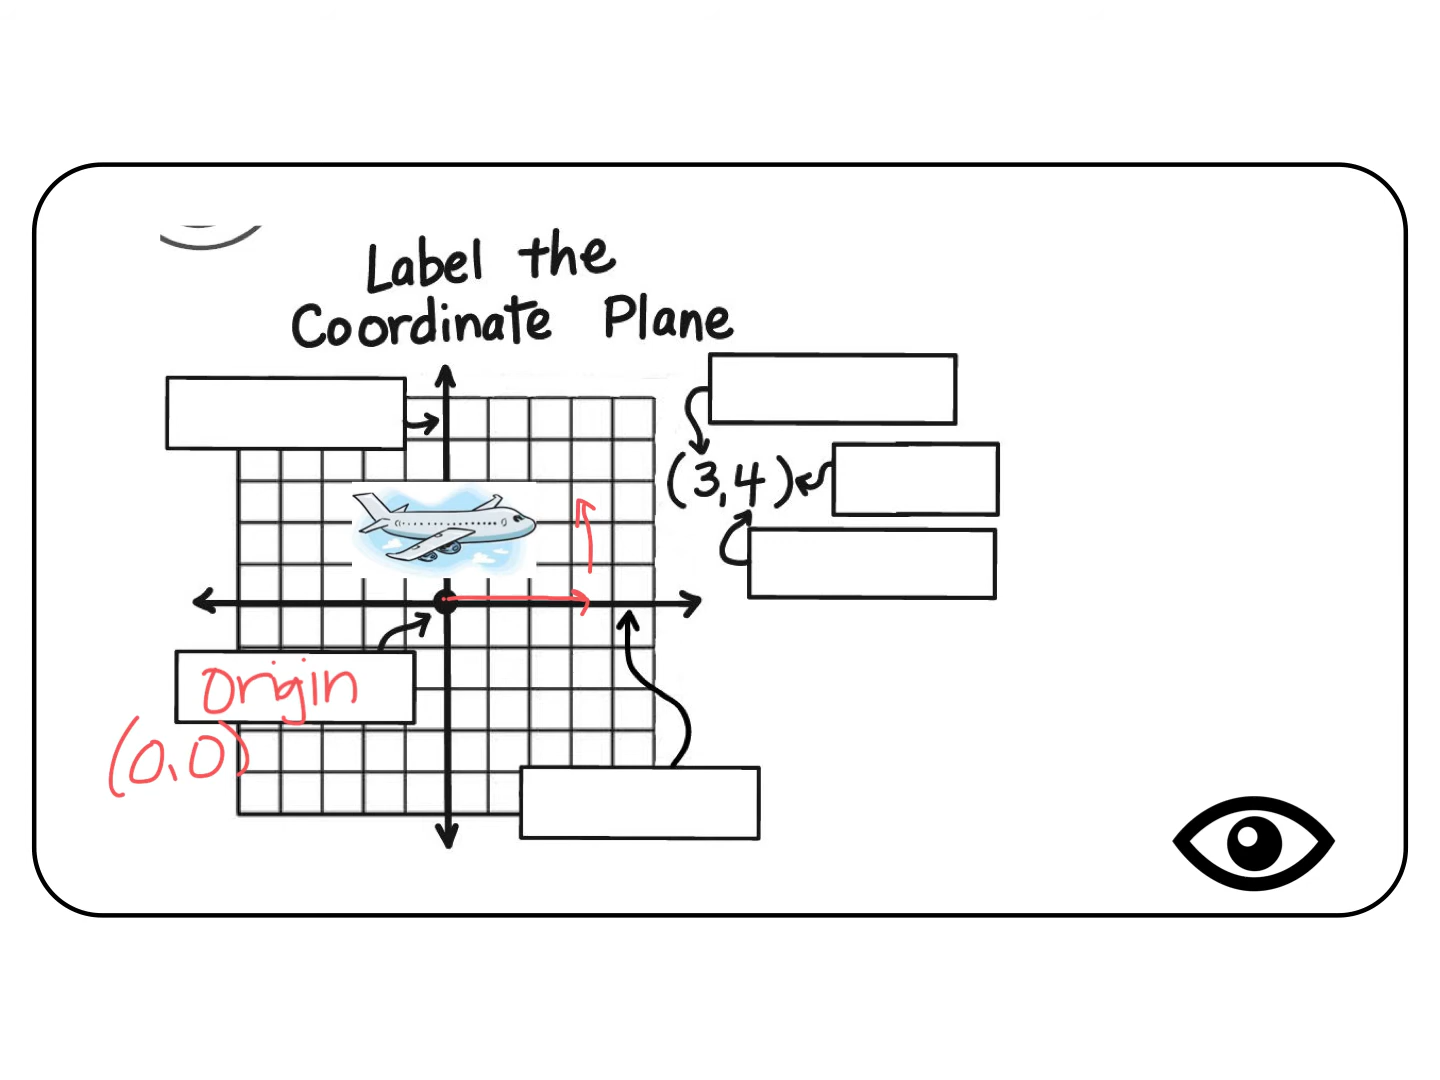 Label the
Coordinate Plane
(3,4)
Origin
(0,0)